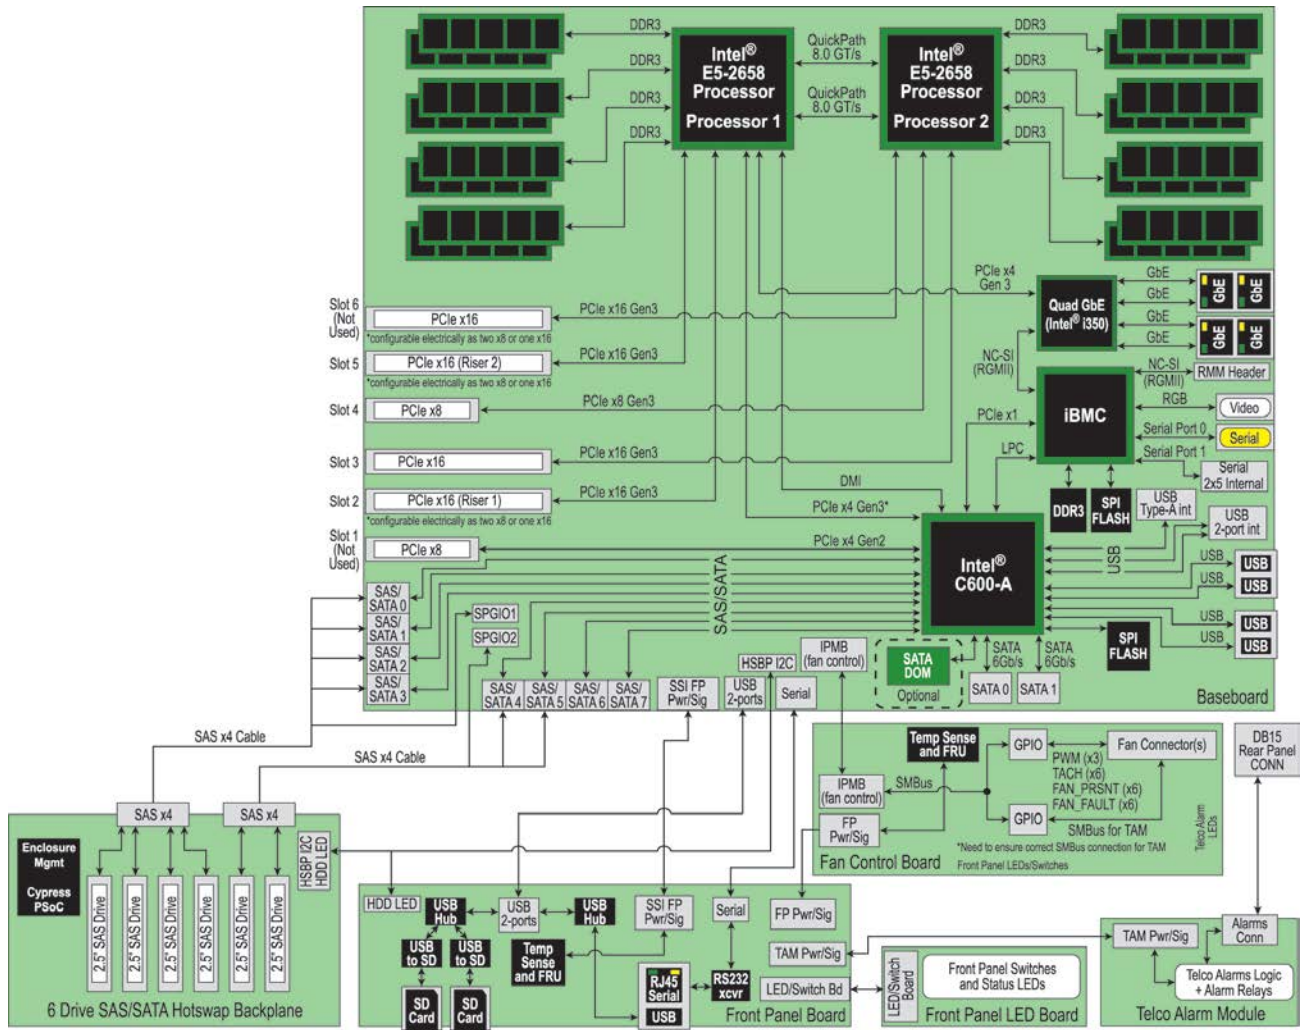 DDR3
DDR3
DDR3
DDR3
Intel®
E5-2658
Processor
Processor 1
QuickPath
8.0 GT/s
QuickPath
8.0 GT/s
Intel®
E5-2658
Processor
Processor 2
DDR3
DDR3
DDR3
DDR3
PCIe x4
Gen 3
Quad GbE
(Intel® i350)
GbE
GbE
GbE
GbE
GbE
GbE
GbE
GbE
Slot 6
(Not
Used)
PCIe x16
PCIe x16 Gen3
*configurable electrically as two x8 or one x16
Slot 5
PCIe x16 (Riser 2)
PCIe x16 Gen3
*configurable electrically as two x8 or one x16
Slot 4
PCIe x8
PCIe x8 Gen3
Slot 3
PCIe x16
PCIe x16 Gen3
Slot 2
PCIe x16 (Riser 1)
PCIe x16 Gen3
*configurable electrically as two x8 or one x16
Slot 1
(Not
Used)
PCIe x8
PCIe x4 Gen2
NC-SI
(RGMII)
NC-SI
(RGMII)
RMM Header
iBMC
RGB
Video
Serial Port 0
Serial
Serial Port 1
Serial
2x5 Internal
PCIe x1
LPC
DMI
PCIe x4 Gen3*
DDR3
SPI
FLASH
USB
Type-A int
USB
2-port int
Intel®
C600-A
USB
USB
USB
USB
USB
USB
USB
USB
USB
SPI
FLASH
SAS/SATA
SAS/
SATA 0
SAS/
SATA 1
SAS/
SATA 2
SAS/
SATA 3
SPGIO1
SPGIO2
SAS/
SATA 4
SAS/
SATA 5
SAS/
SATA 6
SAS/
SATA 7
SSI FP
Pwr/Sig
USB
2-ports
HSBP I2C
Serial
IPMB
(fan control)
SATA
DOM
Optional
SATA
6Gb/s
SATA
6Gb/s
SATA 0
SATA 1
Baseboard
SAS x4 Cable
SAS x4 Cable
SAS x4
SAS x4
Enclosure
Mgmt
Cypress
PSoC
2.5" SAS Drive
2.5" SAS Drive
2.5" SAS Drive
2.5" SAS Drive
2.5" SAS Drive
2.5" SAS Drive
HSBP I2C
HDD LED
6 Drive SAS/SATA Hotswap Backplane
Temp Sense
and FRU
GPIO
Fan Connector(s)
PWM (x3)
TACH (x6)
FAN_PRSNT (x6)
FAN_FAULT (x6)
IPMB
(fan control)
SMBus
GPIO
SMBus for TAM
FP
Pwr/Sig
*Need to ensure correct SMBus connection for TAM
Fan Control Board
Front Panel LEDs/Switches
Telco Alarm
LEDs
DB15
Rear Panel
CONN
HDD LED
USB
Hub
USB
2-ports
USB
Hub
SSI FP
Pwr/Sig
Serial
FP Pwr/Sig
USB
to SD
USB
to SD
Temp
Sense
and FRU
TAM Pwr/Sig
SD
Card
SD
Card
RJ45
Serial
USB
RS232
xcvr
LED/Switch Bd
Front Panel Board
LED/Switch
Board
Front Panel Switches
and Status LEDs
Front Panel LED Board
TAM Pwr/Sig
Alarms
Conn
Telco Alarms Logic
+ Alarm Relays
Telco Alarm Module